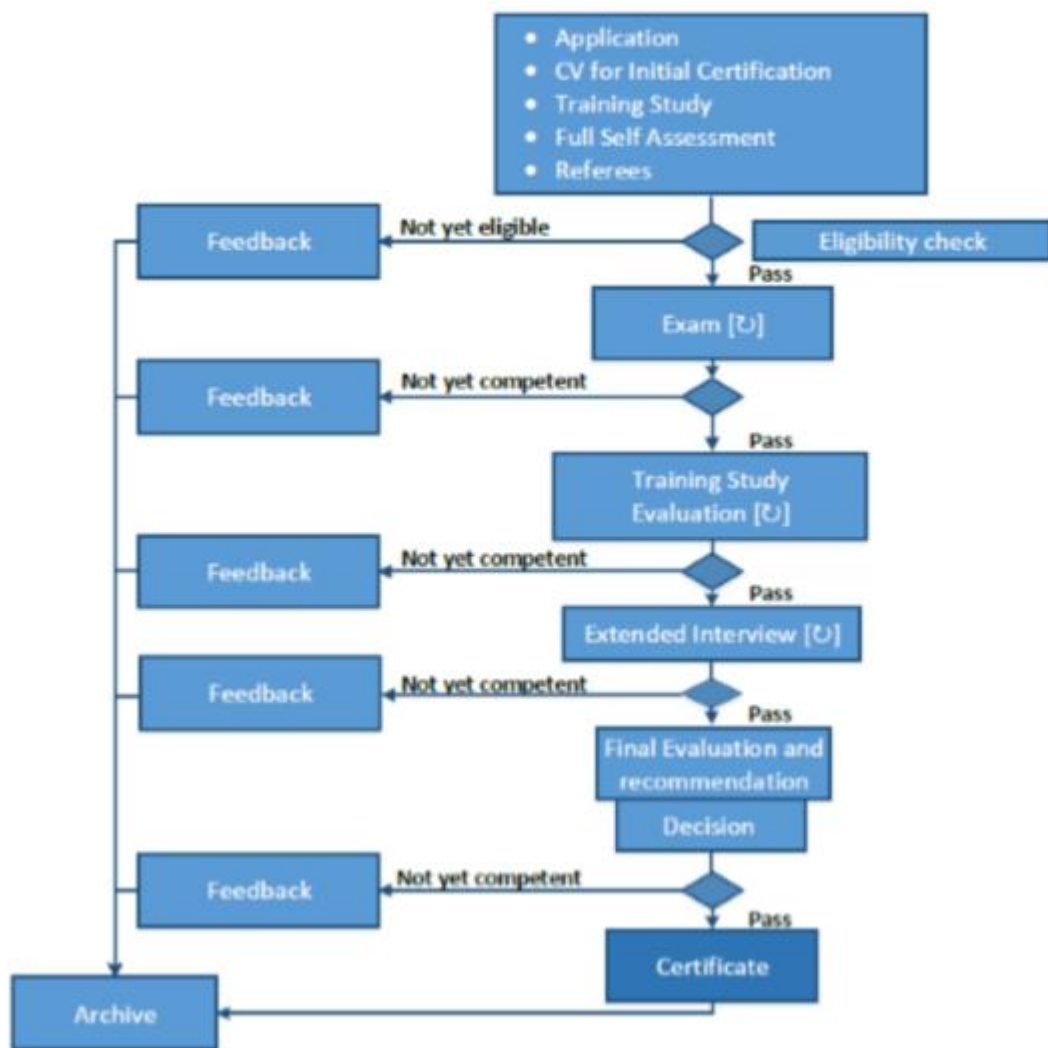 • Application
• CV for Initial Certification
• Training Study
• Full Self Assessment
• Referees
Feedback
Not yet eligible
Eligibility check
Pass
Exam [↻]
Feedback
Not yet competent
Pass
Training Study
Evaluation [↻]
Feedback
Not yet competent
Pass
Extended Interview [↻]
Feedback
Not yet competent
Pass
Final Evaluation and
recommendation
Decision
Feedback
Not yet competent
Pass
Certificate
Archive